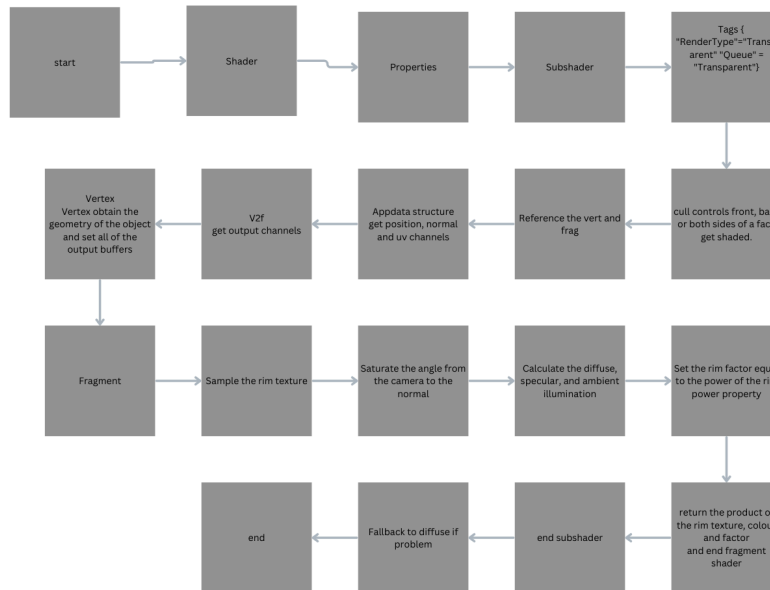 start
Shader
Properties
Subshader
Tags {
"RenderType"="Trans
arent" "Queue" =
"Transparent"}
cull controls front,
or both sides of a
get shaded.
Reference the vert and
frag
Appdata structure
get position, normal
and uv channels
V2f
get output channels
Vertex
Vertex obtain the
geometry of the object
and set all of the
output buffers
Fragment
Sample the rim texture
Saturate the angle from
the camera to the
normal
Calculate the diffuse,
specular, and ambient
illumination
Set the rim factor
to the power of the
power property
return the product
the rim texture,
and factor
and end fragment
shader
end subshader
Fallback to diffuse if
problem
end